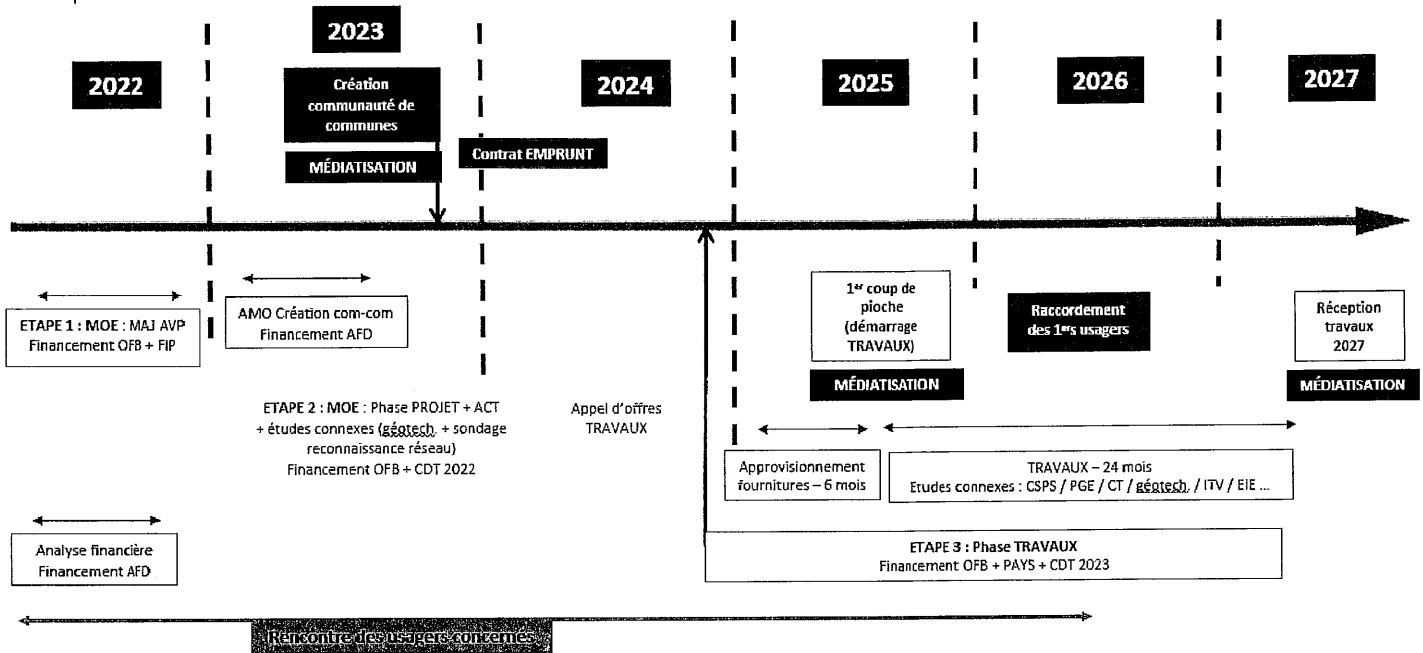 2022
2023
Création
communauté de
communes
MÉDIATISATION
Contrat EMPRUNT
2024
2025
2026
2027
ETAPE 1 : MOE : MAJ AVP
Financement OFB + FIP
AMO Création com-com
Financement AFD
1er coup de
pioche
(démarrage
TRAVAUX)
MÉDIATISATION
Raccordement
des 1ers usagers
Réception
travaux
2027
MÉDIATISATION
ETAPE 2 : MOE : Phase PROJET + ACT
+ études connexes (géotech. + sondage
reconnaissance réseau)
Financement OFB + CDT 2022
Appel d'offres
TRAVAUX
Approvisionnement
fournitures – 6 mois
TRAVAUX – 24 mois
Etudes connexes : CSPS / PGE / CT / géotech. / ITV / EIE ...
Analyse financière
Financement AFD
ETAPE 3 : Phase TRAVAUX
Financement OFB + PAYS + CDT 2023
Rencontre des usagers concernés